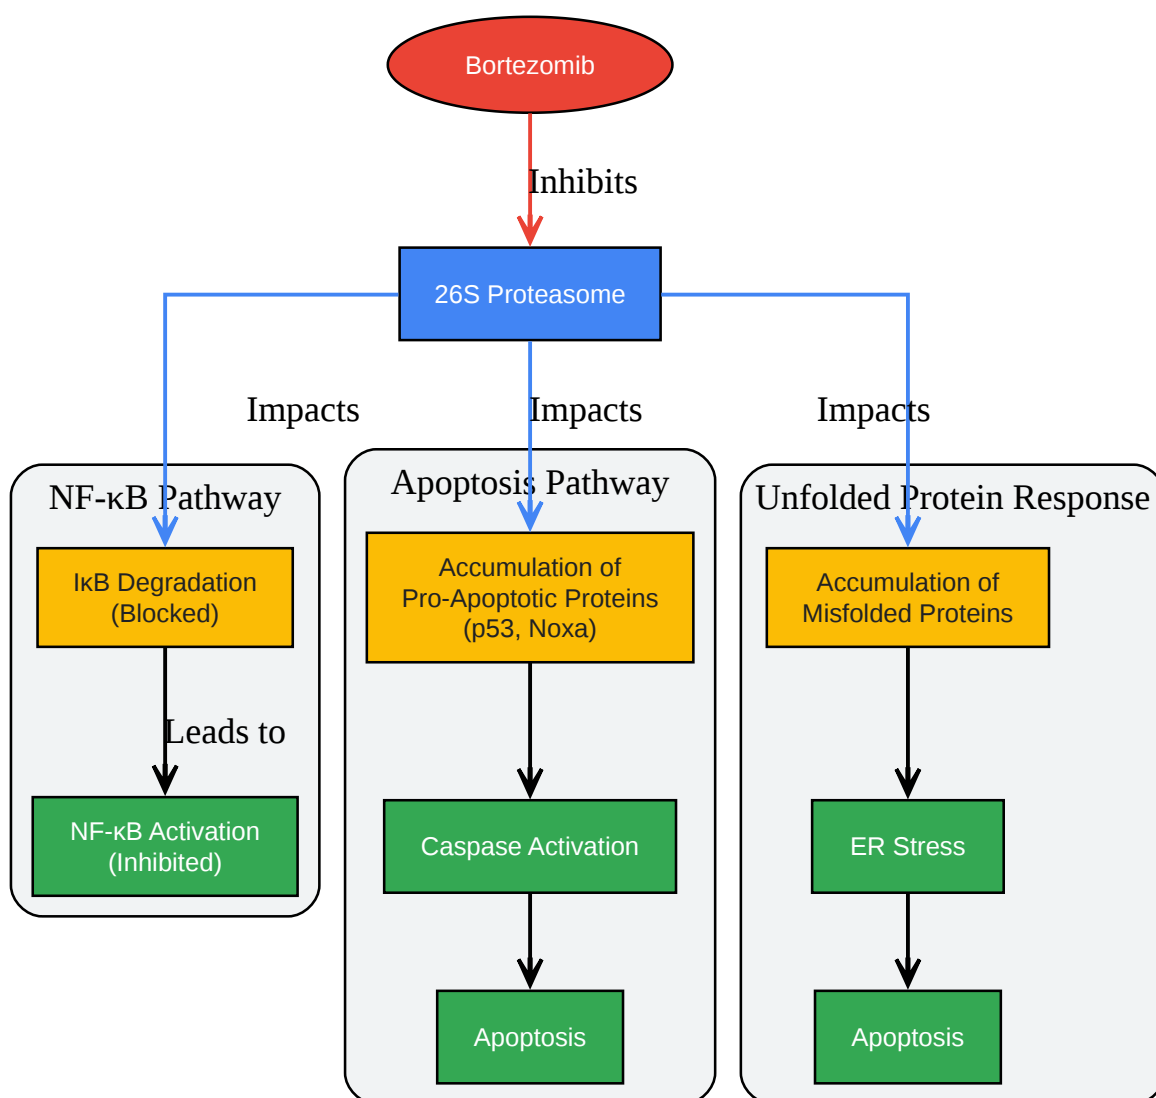 Bortezomib
Inhibits
26S Proteasome
Impacts
Impacts
Impacts
NF-κB Pathway
IκB Degradation
(Blocked)
Leads to
NF-κB Activation
(Inhibited)
Apoptosis Pathway
Accumulation of
Pro-Apoptotic Proteins
(p53, Noxa)
Caspase Activation
Apoptosis
Unfolded Protein Response
Accumulation of
Misfolded Proteins
ER Stress
Apoptosis